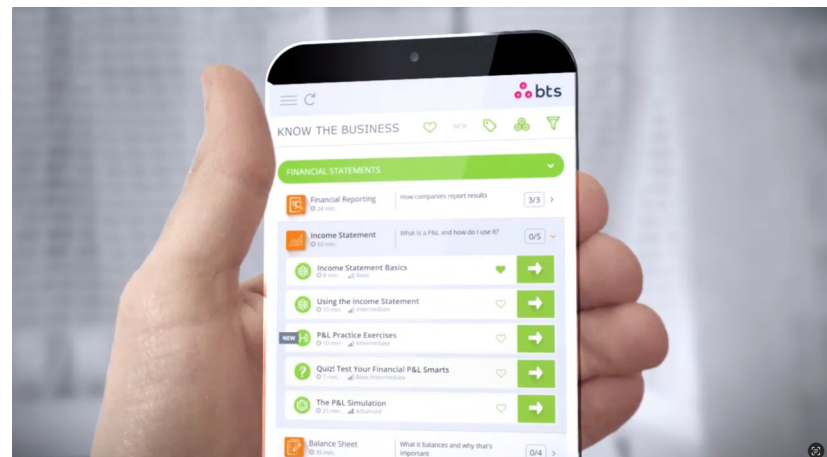 bts
KNOW THE BUSINESS NEW
FINANCIAL STATEMENTS
Financial Reporting How companies report results 3/3
24 min.
Income Statement What is a P&L and how do I use it? 0/5
60 min.
Income Statement Basics
8 min. Basic
Using the Income Statement
10 min. Intermediate
NEW P&L Practice Exercises
10 min. Intermediate
Quiz! Test Your Financial P&L Smarts
7 min. Basic/Intermediate
The P&L Simulation
25 min. Advanced
Balance Sheet What it balances and why that's 0/4
important